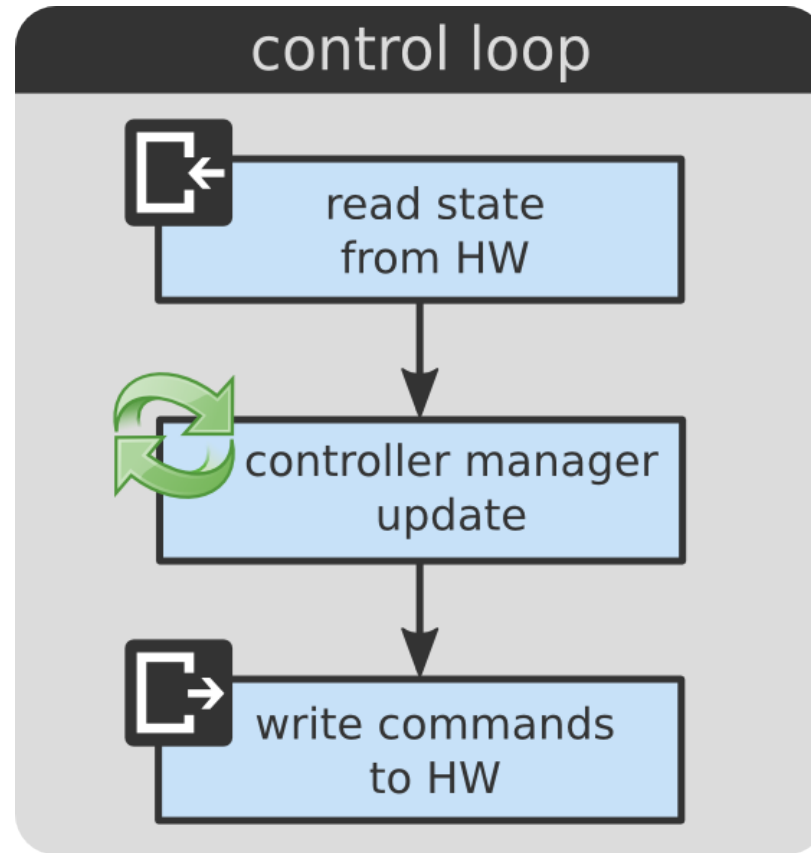 control loop
read state
from HW
controller manager
update
write commands
to HW